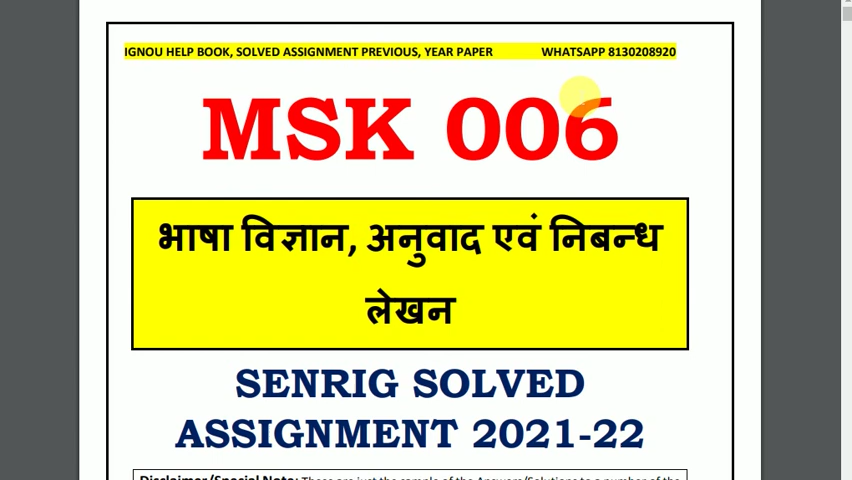 IGNOU HELP BOOK, SOLVED ASSIGNMENT PREVIOUS, YEAR PAPER WHATSAPP 8130208920
MSK 006
भाषा विज्ञान, अनुवाद एवं निबन्ध
लेखन
SENRIG SOLVED
ASSIGNMENT 2021-22
Disclaimer/Special Note: These are just the sample of the Answers/Solutions to a number of the